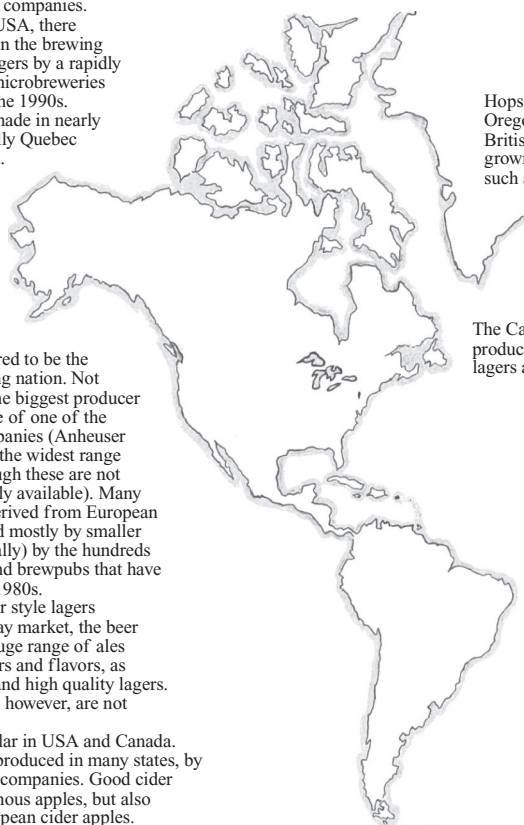 companies.
USA, there
n the brewing
gers by a rapidly
microbreweries
he 1990s.
made in nearly
lly Quebec
Hops
Orego
Britis
grown
such a
The Ca
produc
lagers a
red to be the
ng nation. Not
he biggest producer
e of one of the
panies (Anheuser
the widest range
ugh these are not
ly available). Many
erived from European
d mostly by smaller
ally) by the hundreds
nd brewpubs that have
1980s.
r style lagers
ay market, the beer
uge range of ales
rs and flavors, as
and high quality lagers.
, however, are not
lar in USA and Canada.
produced in many states, by
companies. Good cider
nous apples, but also
pean cider apples.